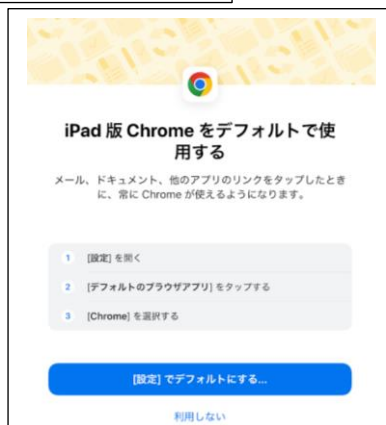 iPad 版 Chrome をデフォルトで使
用する
メール、ドキュメント、他のアプリのリンクをタップしたとき
に、常に Chrome が使えるようになります。
1 [設定] を開く
2 [デフォルトのブラウザアプリ] をタップする
3 [Chrome] を選択する
[設定] でデフォルトにする...
利用しない